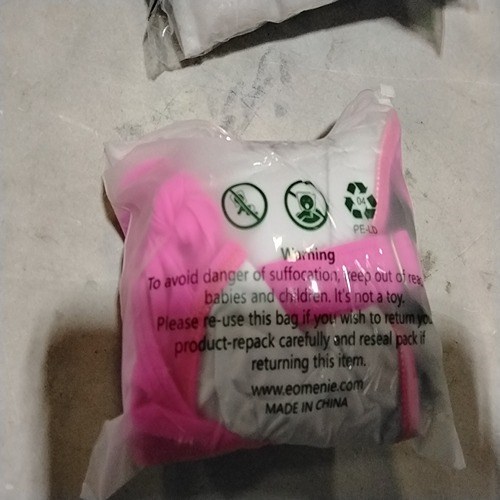 04
PE-LD
Warning
To avoid danger of suffocation, keep out of reac
babies and children. It's not a toy.
Please re-use this bag if you wish to return you
product-repack carefully and reseal pack if
returning this item.
www.eomenie.com
MADE IN CHINA